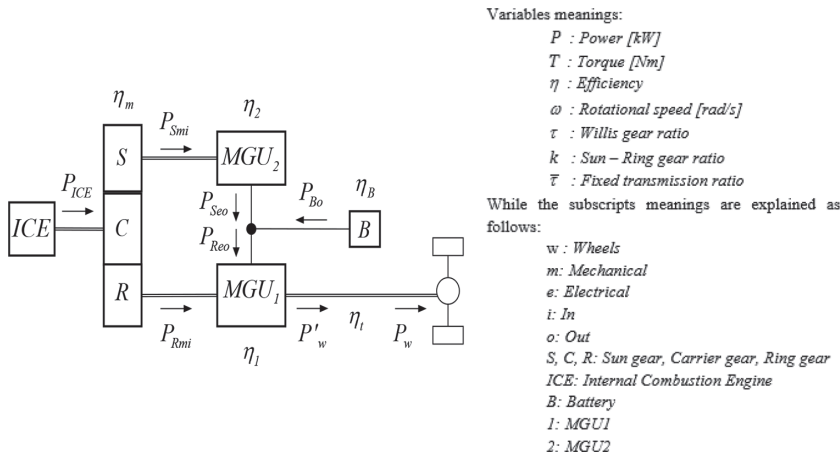 η_m
η_2
P_Smi
S
MGU_2
P_ICE
P_Seo
P_Bo
η_B
ICE
C
B
P_Reo
R
MGU_1
P_Rmi
P'_w
η_t
P_w
η_1
Variables meanings:
P : Power [kW]
T : Torque [Nm]
η : Efficiency
ω : Rotational speed [rad/s]
τ : Willis gear ratio
k : Sun – Ring gear ratio
τ̅ : Fixed transmission ratio
While the subscripts meanings are explained as
follows:
w : Wheels
m: Mechanical
e: Electrical
i: In
o: Out
S, C, R: Sun gear, Carrier gear, Ring gear
ICE: Internal Combustion Engine
B: Battery
1: MGU1
2: MGU2